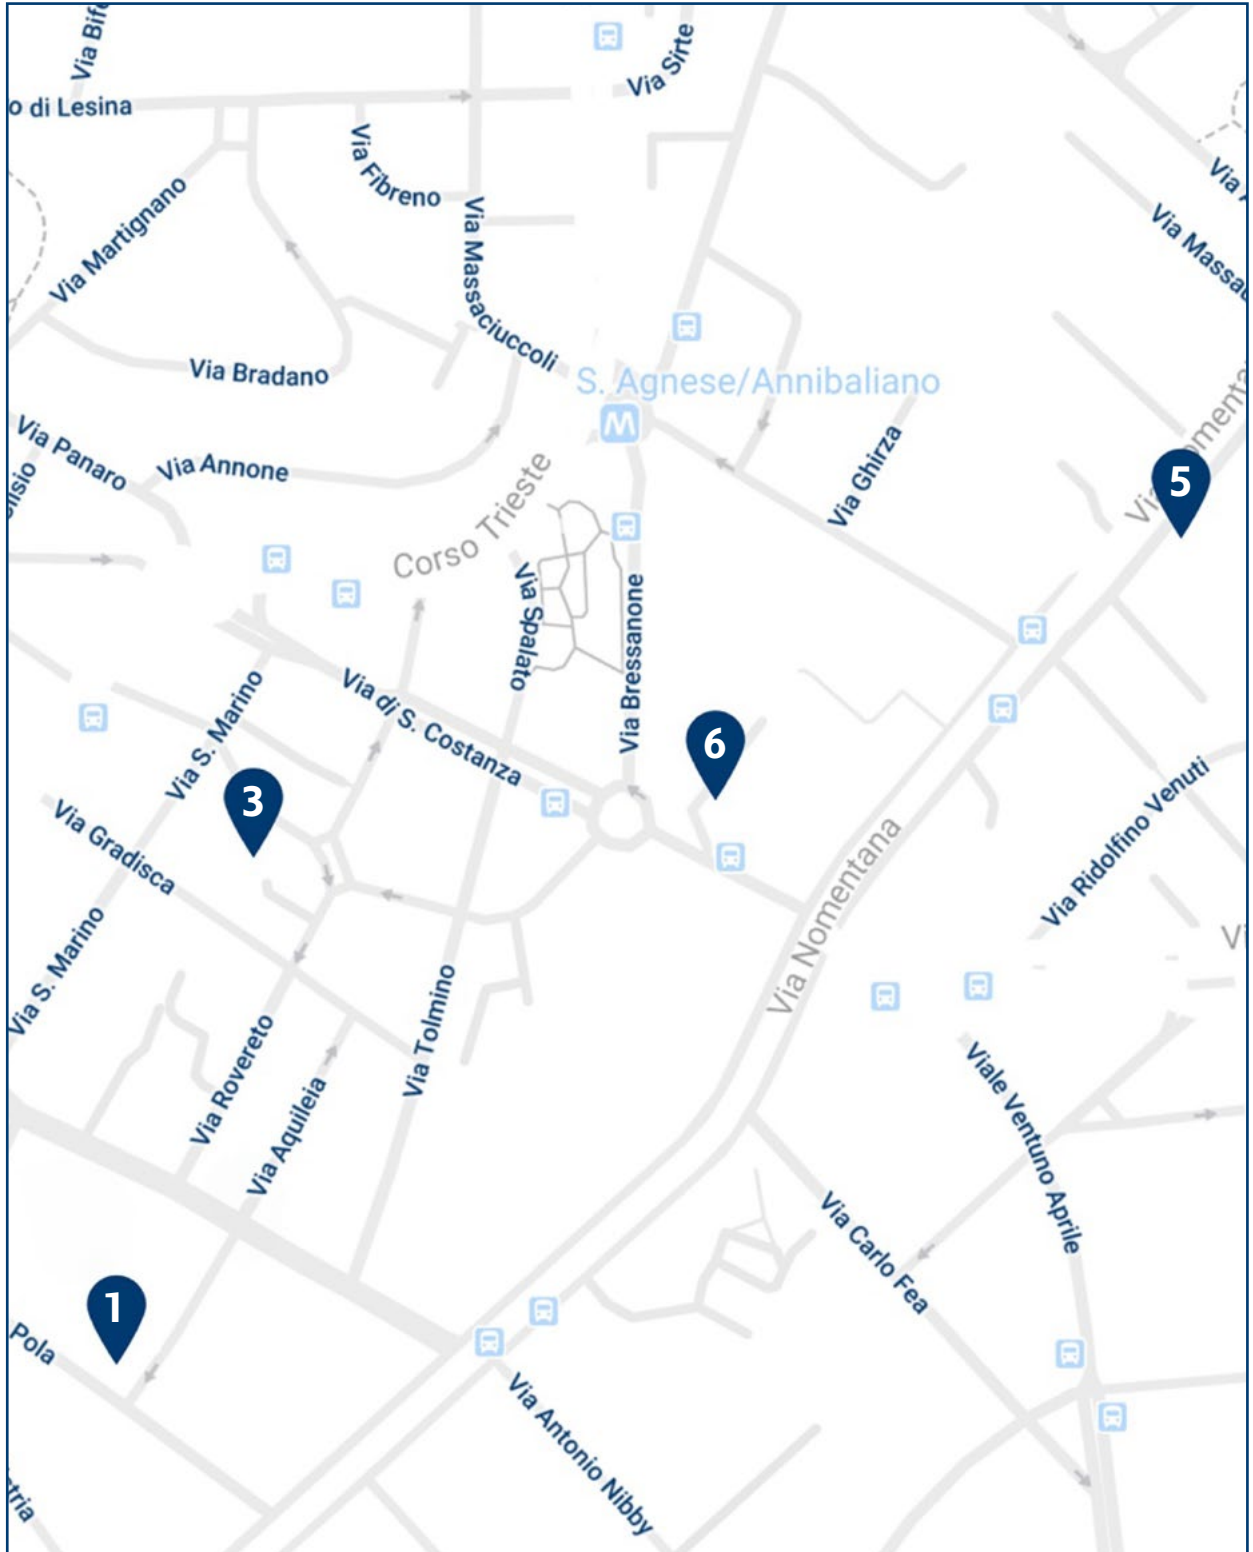 Via Bife
Via Sirte
o di Lesina
Via Fibreno
Via Martignano
Via Massaciuccoli
Via Massau
Via Bradano
S. Agnese/Annibaliano
M
Via Panaro
Via Annone
Via Ghirza
Corso Trieste
5
Via Spalato
Via Bressanone
Via di S. Costanza
Via S. Marino
6
3
Via Gradisca
Via Ridolfino Venuti
Via Nomentana
Via S. Marino
Via Tolmino
Via Rovereto
Via Aquileia
Viale Ventuno Aprile
Via Carlo Fea
1
Pola
Via Antonio Nibby